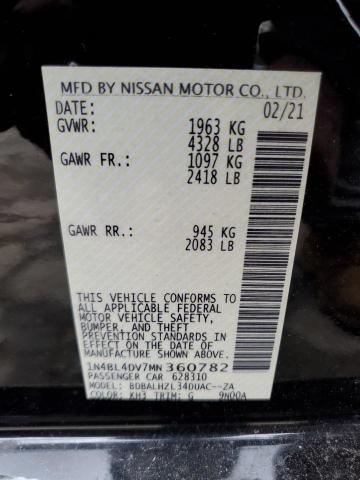 MFD BY NISSAN MOTOR CO., LTD.
DATE: 02/21
GVWR: 1963 KG
4328 LB
GAWR FR: 1097 KG
2418 LB
GAWR RR: 945 KG
2083 LB
THIS VEHICLE CONFORMS TO
ALL APPLICABLE FEDERAL
MOTOR VEHICLE SAFETY,
BUMPER, AND THEFT
PREVENTION STANDARDS IN
EFFECT ON THE DATE OF
MANUFACTURE SHOWN ABOVE.
1N4BL4DV7MN360782
PASSENGER CAR 628310
MODEL: BDBALHZL34DUAC--ZA
COLOR: KH3 TRIM: G 9N00A